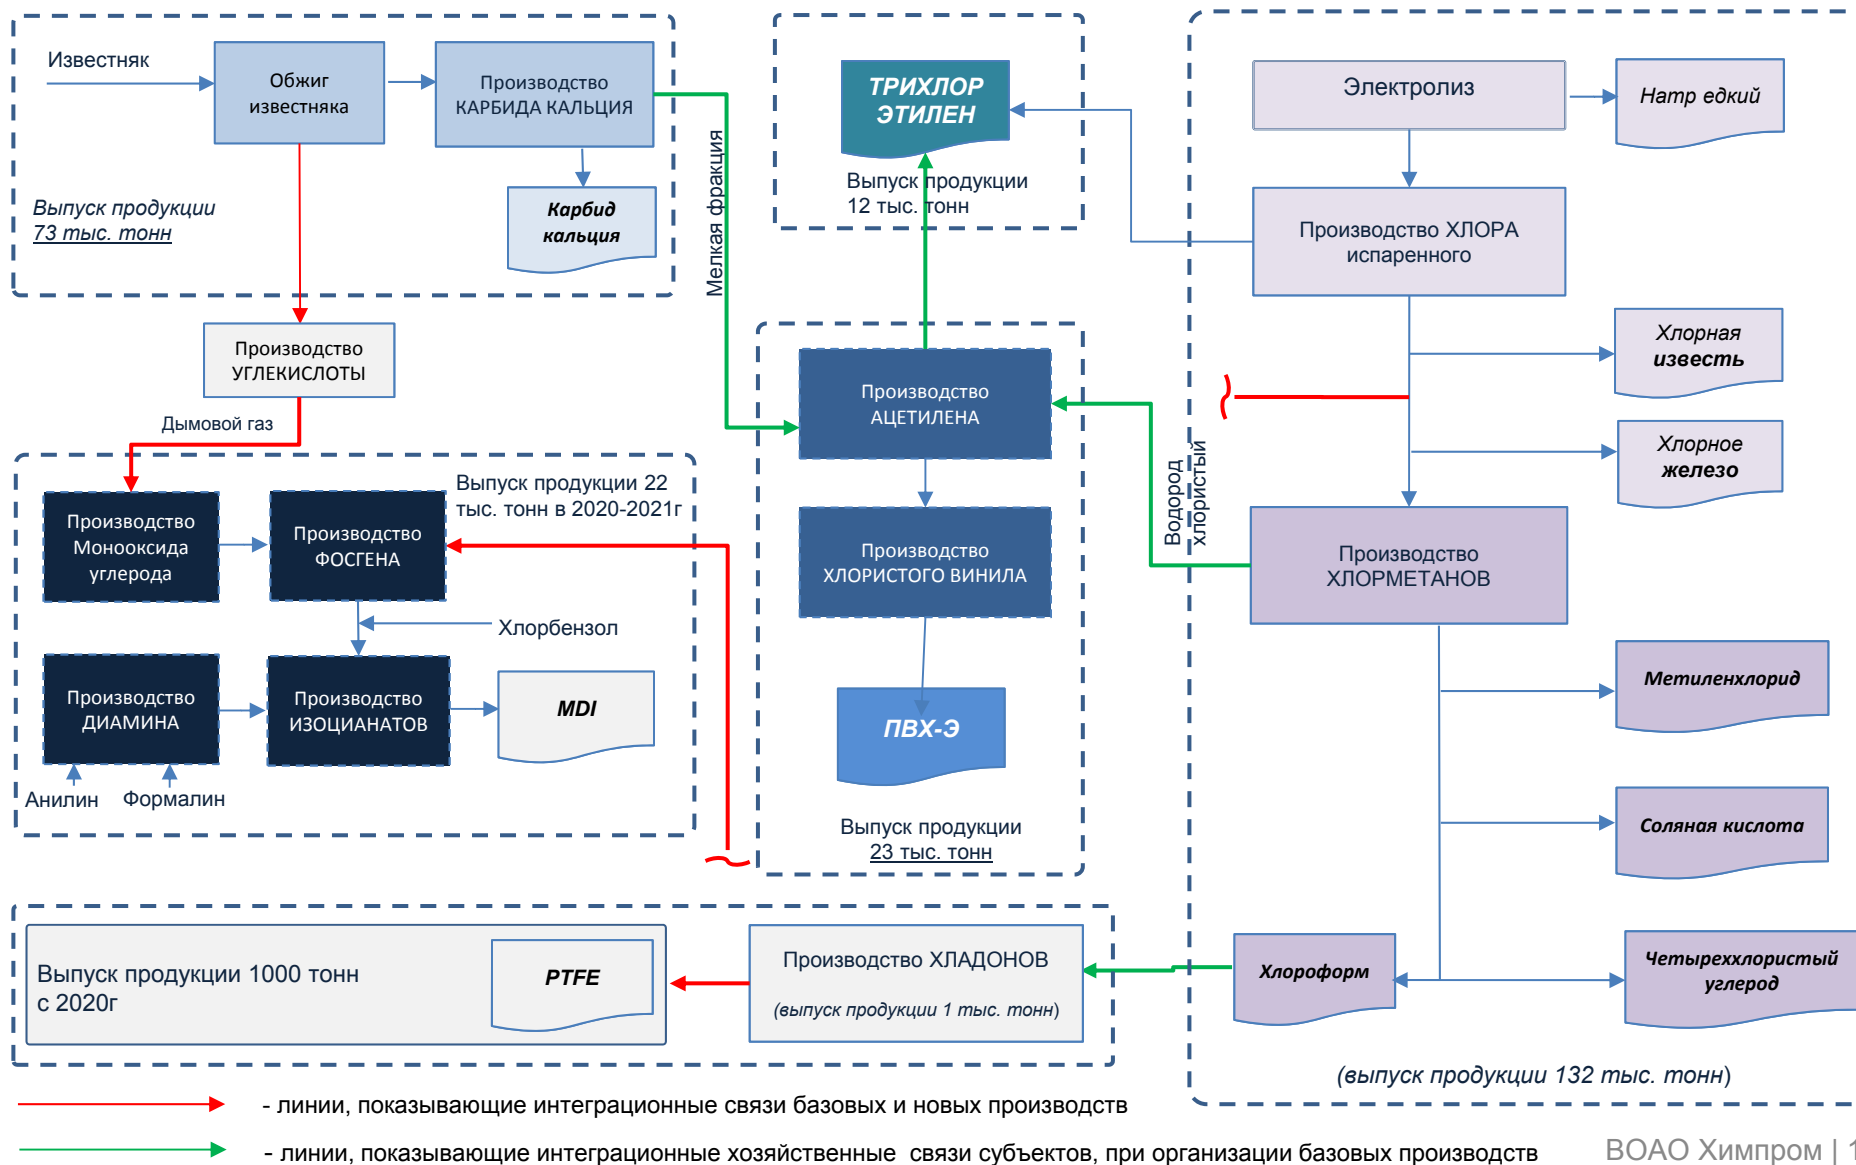 Известняк
Обжиг
известняка
Производство
КАРБИДА КАЛЬЦИЯ
Карбид
кальция
Выпуск продукции
73 тыс. тонн
Мелкая фракция
ТРИХЛОР
ЭТИЛЕН
Выпуск продукции
12 тыс. тонн
Электролиз
Натр едкий
Производство ХЛОРА
испаренного
Хлорная
известь
Хлорное
железо
Производство
УГЛЕКИСЛОТЫ
Дымовой газ
Производство
АЦЕТИЛЕНА
Водород
хлористый
Выпуск продукции 22
тыс. тонн в 2020-2021г
Производство
Монооксида
углерода
Производство
ФОСГЕНА
Производство
ХЛОРИСТОГО ВИНИЛА
Производство
ХЛОРМЕТАНОВ
Хлорбензол
Производство
ДИАМИНА
Производство
ИЗОЦИАНАТОВ
MDI
ПВХ-Э
Метиленхлорид
Анилин
Формалин
Выпуск продукции
23 тыс. тонн
Соляная кислота
Выпуск продукции 1000 тонн
с 2020г
PTFE
Производство ХЛАДОНОВ
(выпуск продукции 1 тыс. тонн)
Хлороформ
Четыреххлористый
углерод
(выпуск продукции 132 тыс. тонн)
- линии, показывающие интеграционные связи базовых и новых производств
- линии, показывающие интеграционные хозяйственные связи субъектов, при организации базовых производств
ВОАО Химпром | 1